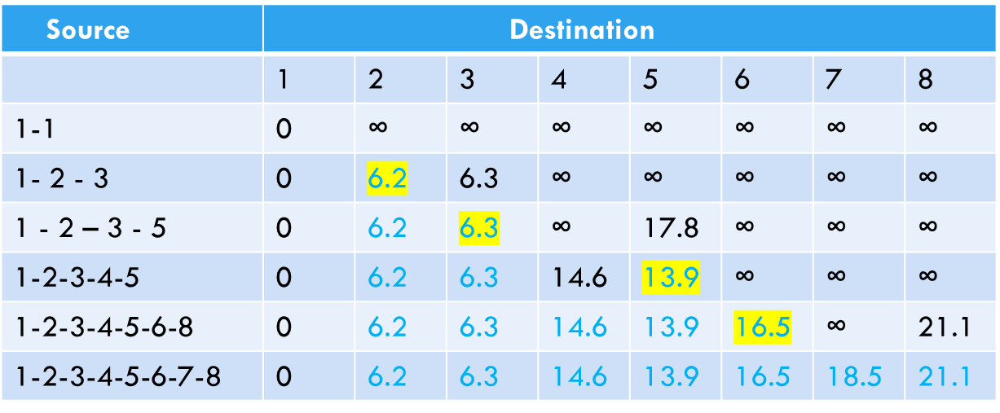 Source Destination
1 2 3 4 5 6 7 8
1-1 0 ∞ ∞ ∞ ∞ ∞ ∞ ∞
1- 2 - 3 0 6.2 6.3 ∞ ∞ ∞ ∞ ∞
1 - 2 – 3 - 5 0 6.2 6.3 ∞ 17.8 ∞ ∞ ∞
1-2-3-4-5 0 6.2 6.3 14.6 13.9 ∞ ∞ ∞
1-2-3-4-5-6-8 0 6.2 6.3 14.6 13.9 16.5 ∞ 21.1
1-2-3-4-5-6-7-8 0 6.2 6.3 14.6 13.9 16.5 18.5 21.1